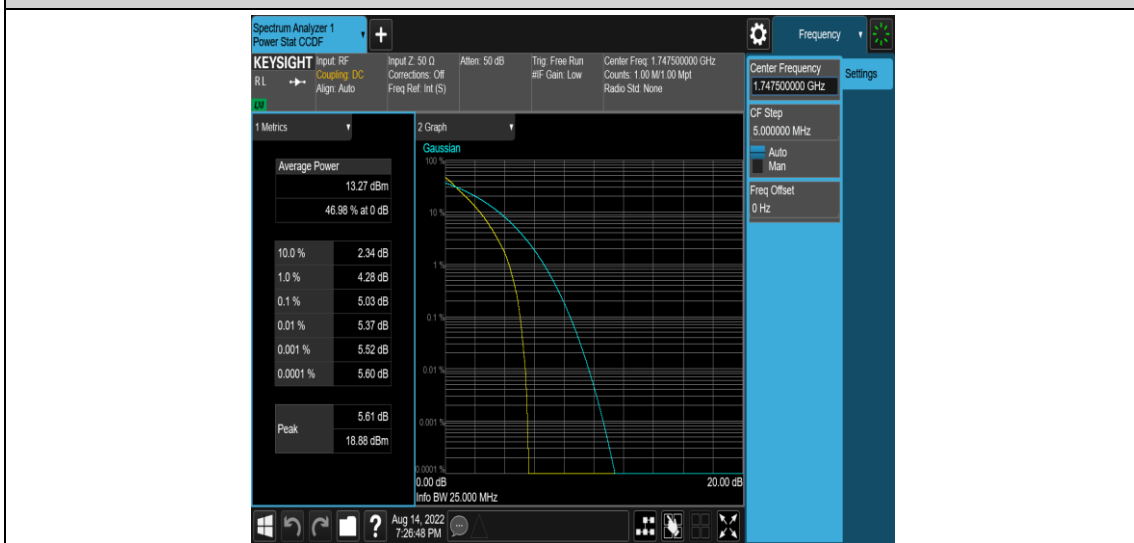 Spectrum Analyzer 1
Power Stat CCDF
+
Frequency
KEYSIGHT
RL
LXI
Input: RF
Coupling: DC
Align: Auto
Input Z: 50 Ω
Corrections: Off
Freq Ref: Int (S)
Atten: 50 dB
Trig: Free Run
#IF Gain: Low
Center Freq: 1.747500000 GHz
Counts: 1.00 M/1.00 Mpt
Radio Std: None
Center Frequency
1.747500000 GHz
Settings
CF Step
5.000000 MHz
Auto
Man
Freq Offset
0 Hz
1 Metrics
Average Power
13.27 dBm
46.98 % at 0 dB
10.0 % 2.34 dB
1.0 % 4.28 dB
0.1 % 5.03 dB
0.01 % 5.37 dB
0.001 % 5.52 dB
0.0001 % 5.60 dB
Peak
5.61 dB
18.88 dBm
2 Graph
Gaussian
100 %
10 %
1 %
0.1 %
0.01 %
0.001 %
0.0001 %
0.00 dB 20.00 dB
Info BW 25.000 MHz
?
Aug 14, 2022
7:26:48 PM